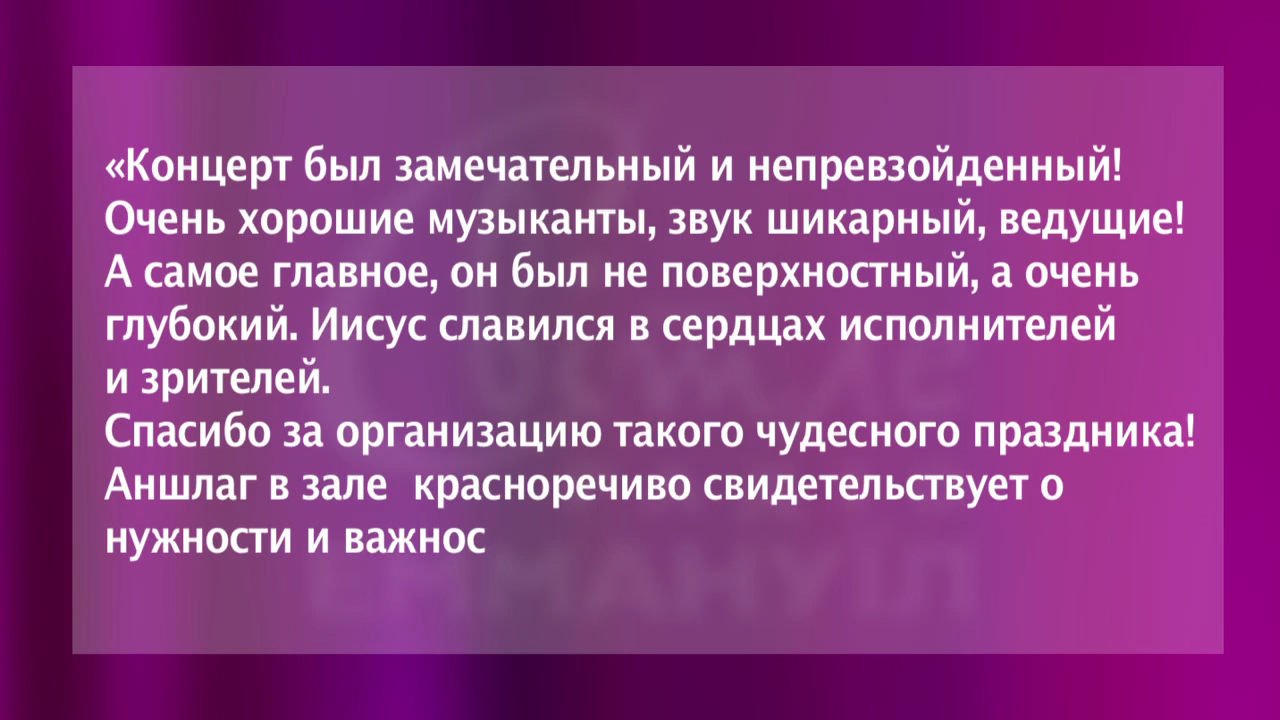 «Концерт был замечательный и непревзойденный!
Очень хорошие музыканты, звук шикарный, ведущие!
А самое главное, он был не поверхностный, а очень
глубокий. Иисус славился в сердцах исполнителей
и зрителей.
Спасибо за организацию такого чудесного праздника!
Аншлаг в зале  красноречиво свидетельствует о
нужности и важнос
ЕММАНУЇЛ